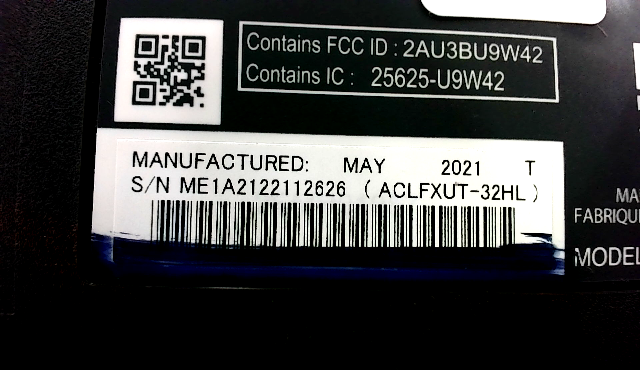 Contains FCC ID : 2AU3BU9W42
Contains IC : 25625-U9W42
MANUFACTURED: MAY 2021 T
S/N ME1A2122112626 ( ACLFXUT-32HL )
MA
FABRIQU
MODEL